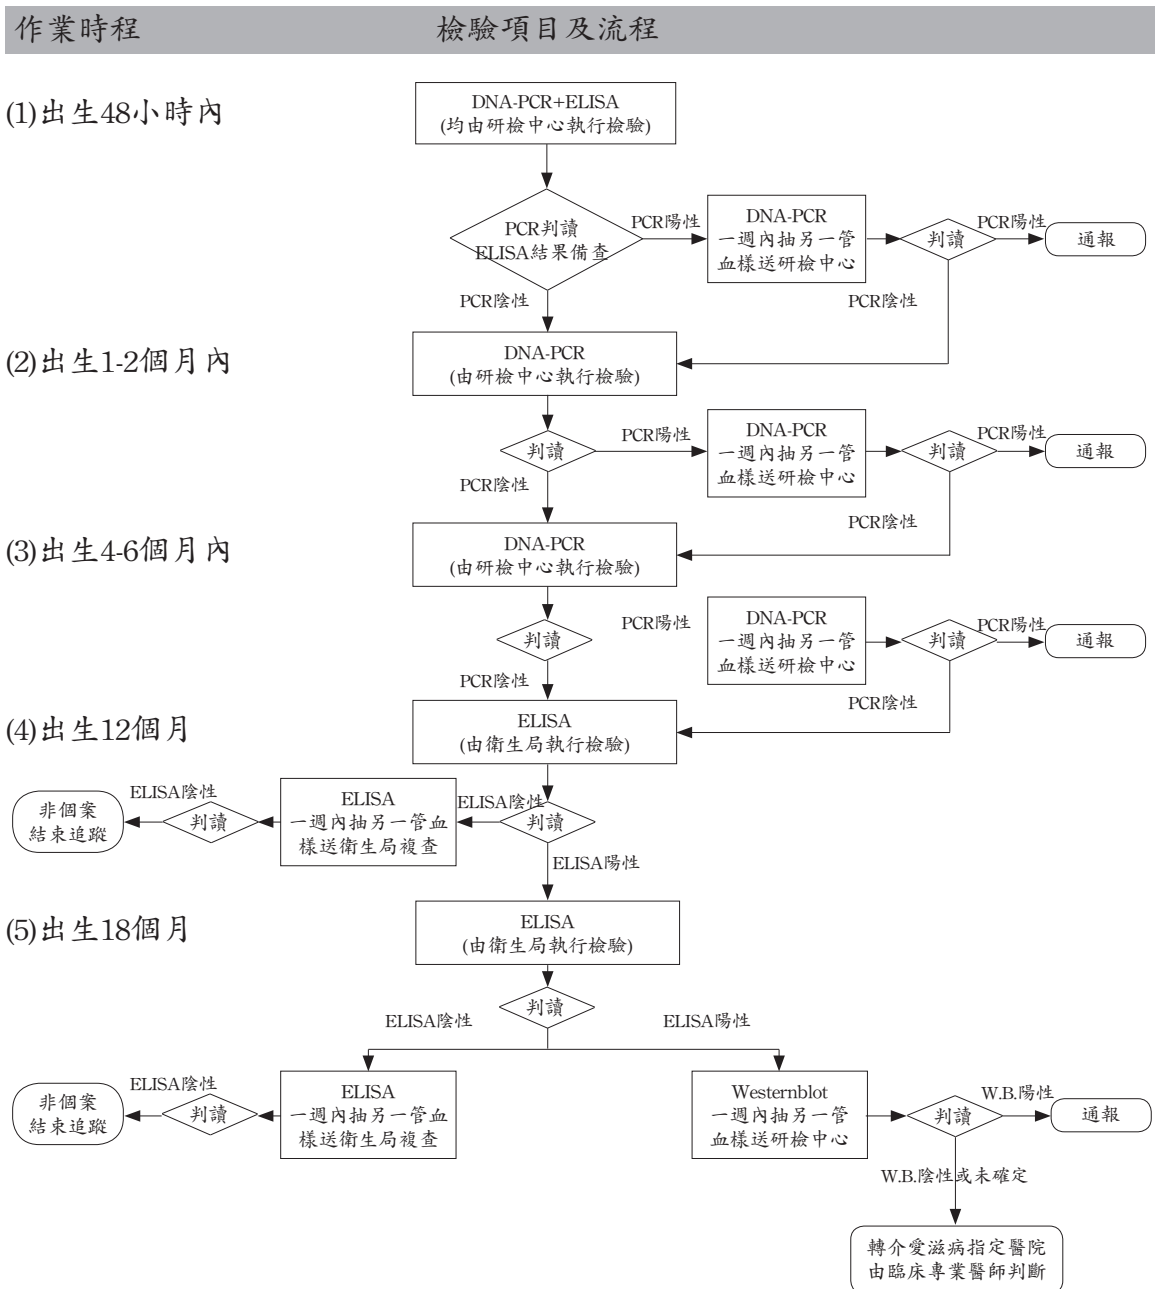 作業時程
檢驗項目及流程
(1)出生48小時內
DNA-PCR+ELISA
(均由研檢中心執行檢驗)
PCR判讀
ELISA結果備查
PCR陽性
DNA-PCR
一週內抽另一管
血樣送研檢中心
判讀
PCR陽性
通報
PCR陰性
PCR陰性
(2)出生1-2個月內
DNA-PCR
(由研檢中心執行檢驗)
判讀
PCR陽性
DNA-PCR
一週內抽另一管
血樣送研檢中心
判讀
PCR陽性
通報
PCR陰性
PCR陰性
(3)出生4-6個月內
DNA-PCR
(由研檢中心執行檢驗)
判讀
PCR陽性
DNA-PCR
一週內抽另一管
血樣送研檢中心
判讀
PCR陽性
通報
PCR陰性
PCR陰性
(4)出生12個月
ELISA
(由衛生局執行檢驗)
非個案
結束追蹤
ELISA陰性
判讀
ELISA
一週內抽另一管血
樣送衛生局複查
ELISA陰性
判讀
ELISA陽性
(5)出生18個月
ELISA
(由衛生局執行檢驗)
判讀
ELISA陰性
ELISA陽性
非個案
結束追蹤
ELISA陰性
判讀
ELISA
一週內抽另一管血
樣送衛生局複查
Westernblot
一週內抽另一管
血樣送研檢中心
判讀
W.B.陽性
通報
W.B.陰性或未確定
轉介愛滋病指定醫院
由臨床專業醫師判斷